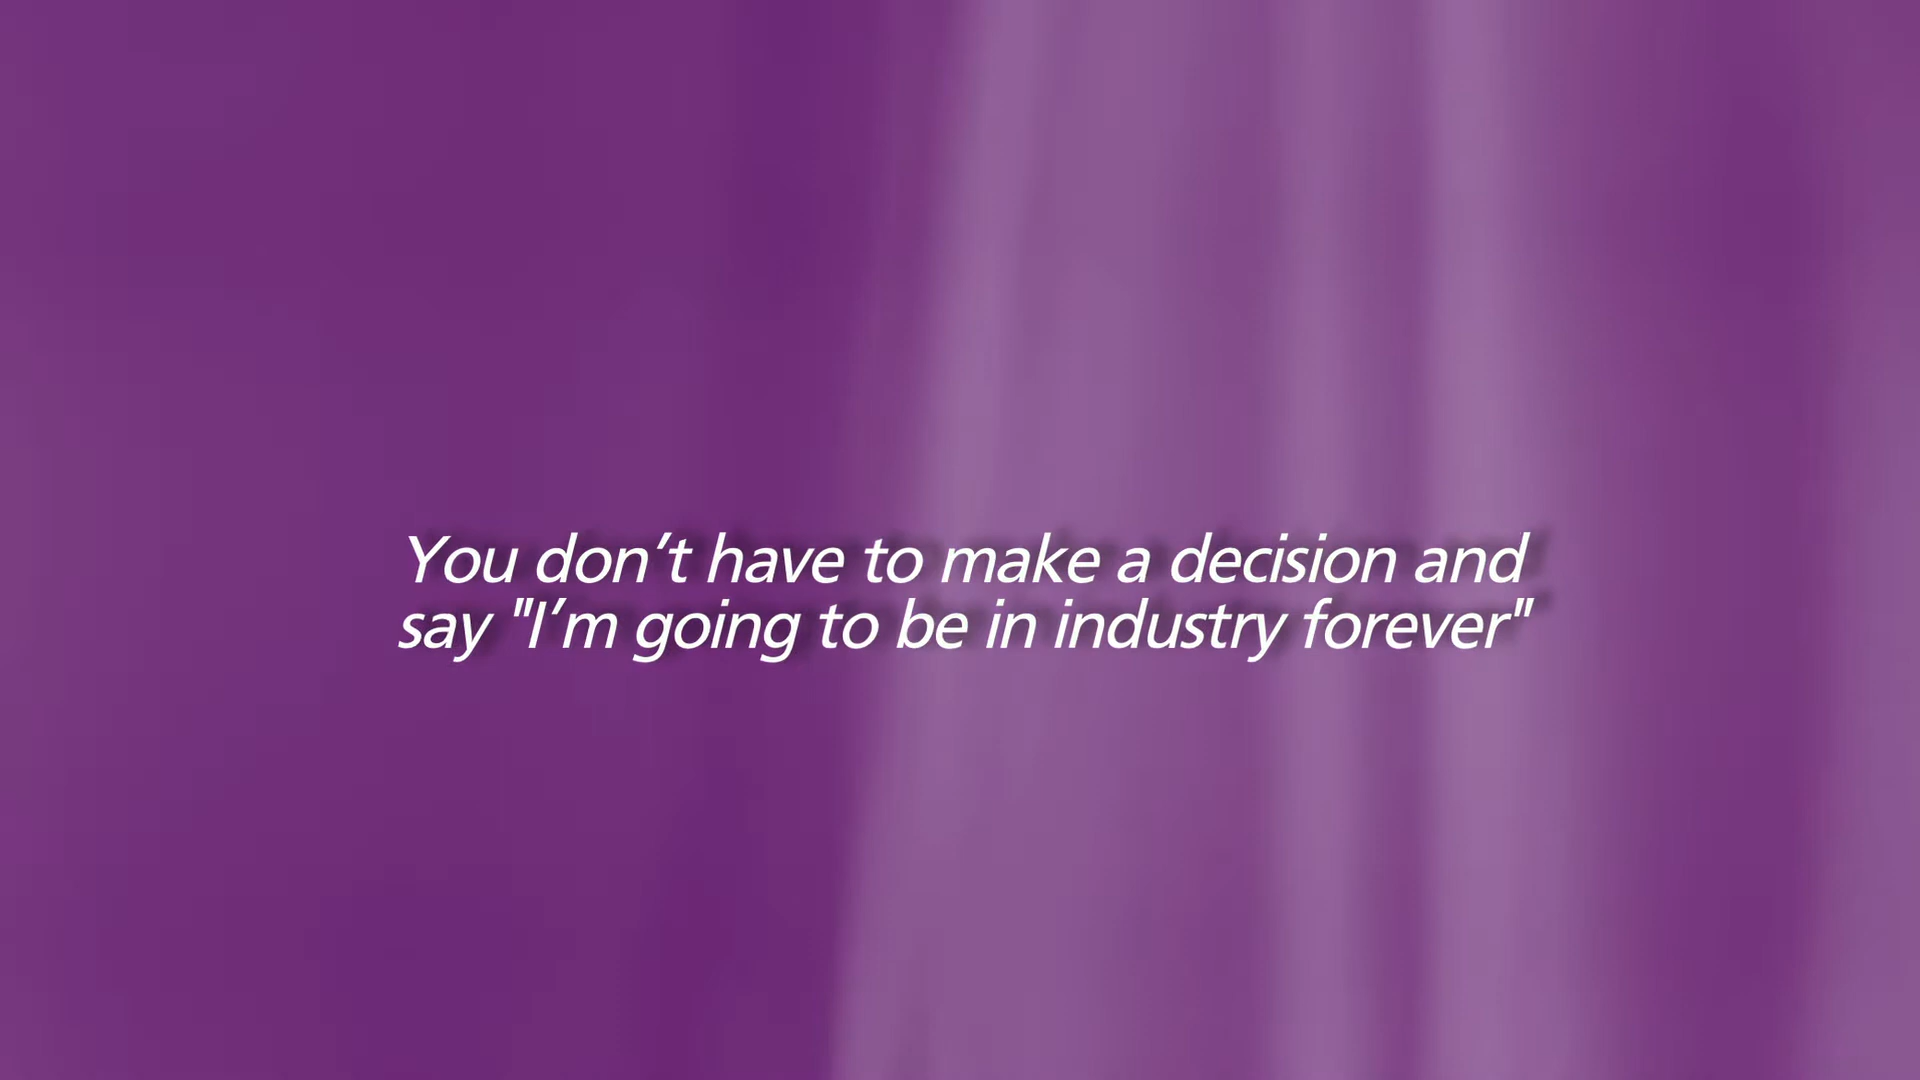 You don’t have to make a decision and
say "I’m going to be in industry forever"